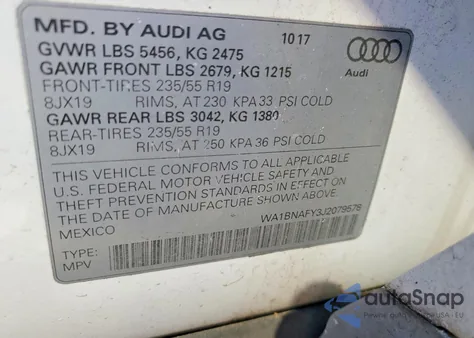 MFD. BY AUDI AG 10 17
GVWR LBS 5456, KG 2475
GAWR FRONT LBS 2679, KG 1215
FRONT-TIRES 235/55 R19
8JX19 RIMS, AT 230 KPA 33 PSI COLD
GAWR REAR LBS 3042, KG 1380
REAR-TIRES 235/55 R19
8JX19 RIMS, AT 250 KPA 36 PSI COLD
Audi
THIS VEHICLE CONFORMS TO ALL APPLICABLE
U.S. FEDERAL MOTOR VEHICLE SAFETY AND
THEFT PREVENTION STANDARDS IN EFFECT ON
THE DATE OF MANUFACTURE SHOWN ABOVE.
MEXICO WA1BNAFY3J2079578
TYPE:
MPV
autoSnap